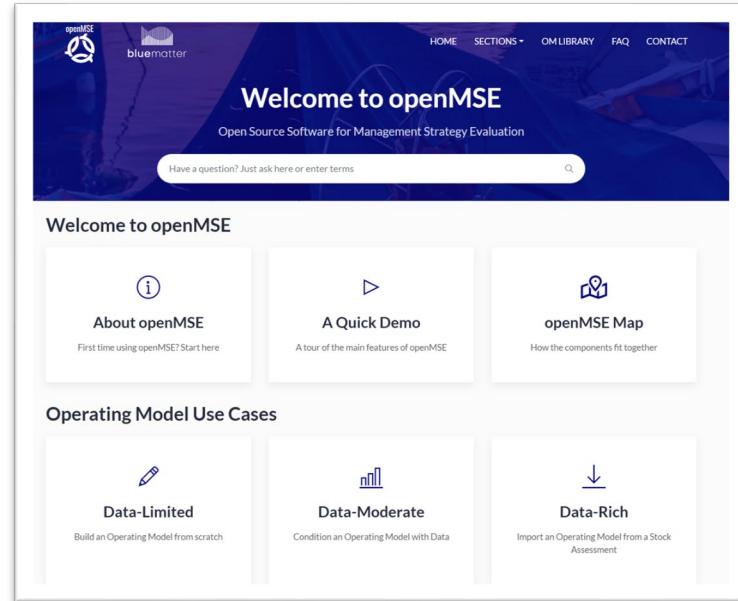 openMSE
bluematter
HOME SECTIONS OM LIBRARY FAQ CONTACT
Welcome to openMSE
Open Source Software for Management Strategy Evaluation
Have a question? Just ask here or enter terms
Welcome to openMSE
About openMSE
First time using openMSE? Start here
A Quick Demo
A tour of the main features of openMSE
openMSE Map
How the components fit together
Operating Model Use Cases
Data-Limited
Build an Operating Model from scratch
Data-Moderate
Condition an Operating Model with Data
Data-Rich
Import an Operating Model from a Stock
Assessment